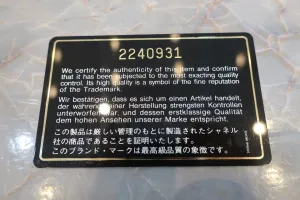 2240931
We certify the authenticity of this item and confirm
that it has been subjected to the most exacting quality
control. Its high quality is a symbol of the fine reputation
of the Trademark.
Wir bestätigen, dass es sich um einen Artikel handelt,
der während seiner Herstellung strengsten Kontrollen
unterworfen war, und dessen erstklassige Qualität
dem hohen Ansehen unserer Marke entspricht.
この製品は厳しい管理のもとに製造されたシャネル
社の商品であることを証明いたします。
このブランド・マークは最高級品質の象徴です。